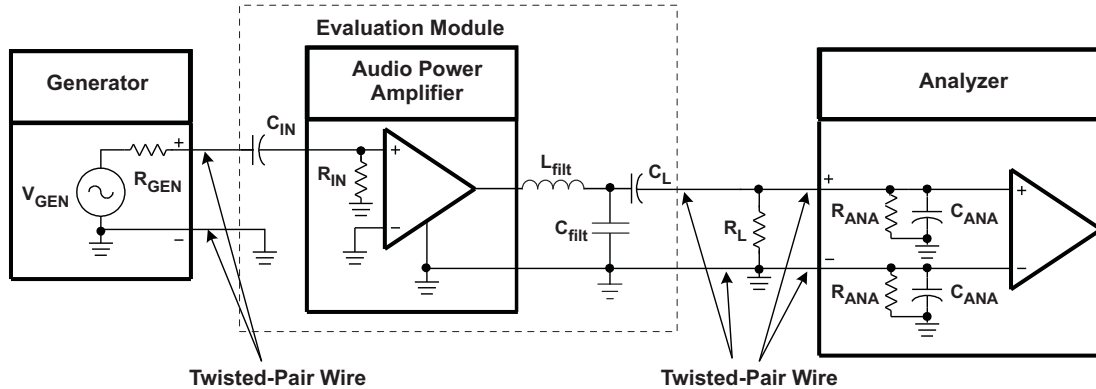 Evaluation Module
Generator
Audio Power
Amplifier
Analyzer
C_IN
L_filt
C_L
+
+
+
+
R_GEN
V_GEN
R_IN
C_filt
R_L
R_ANA
C_ANA
−
−
−
−
R_ANA
C_ANA
Twisted-Pair Wire
Twisted-Pair Wire